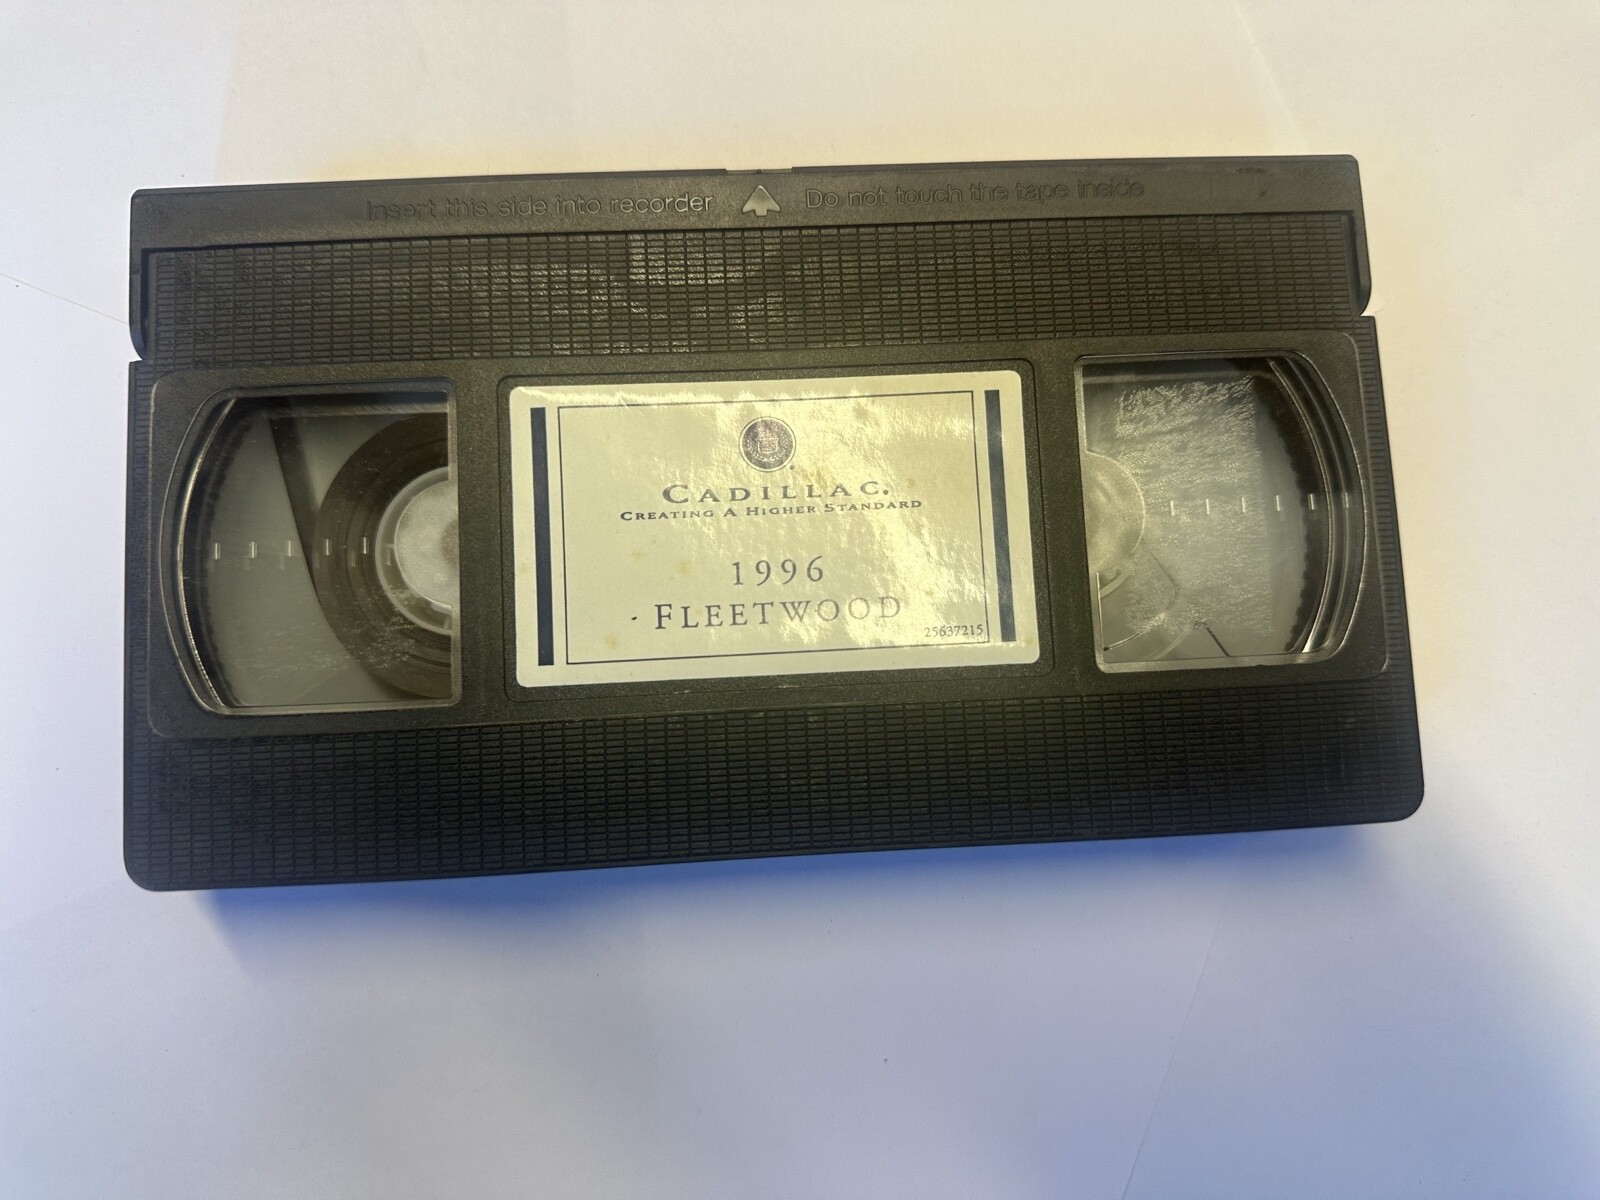 Insert this side into recorder Do not touch the tape inside
CADILLAC.
CREATING A HIGHER STANDARD
1996
FLEETWOOD
25637215